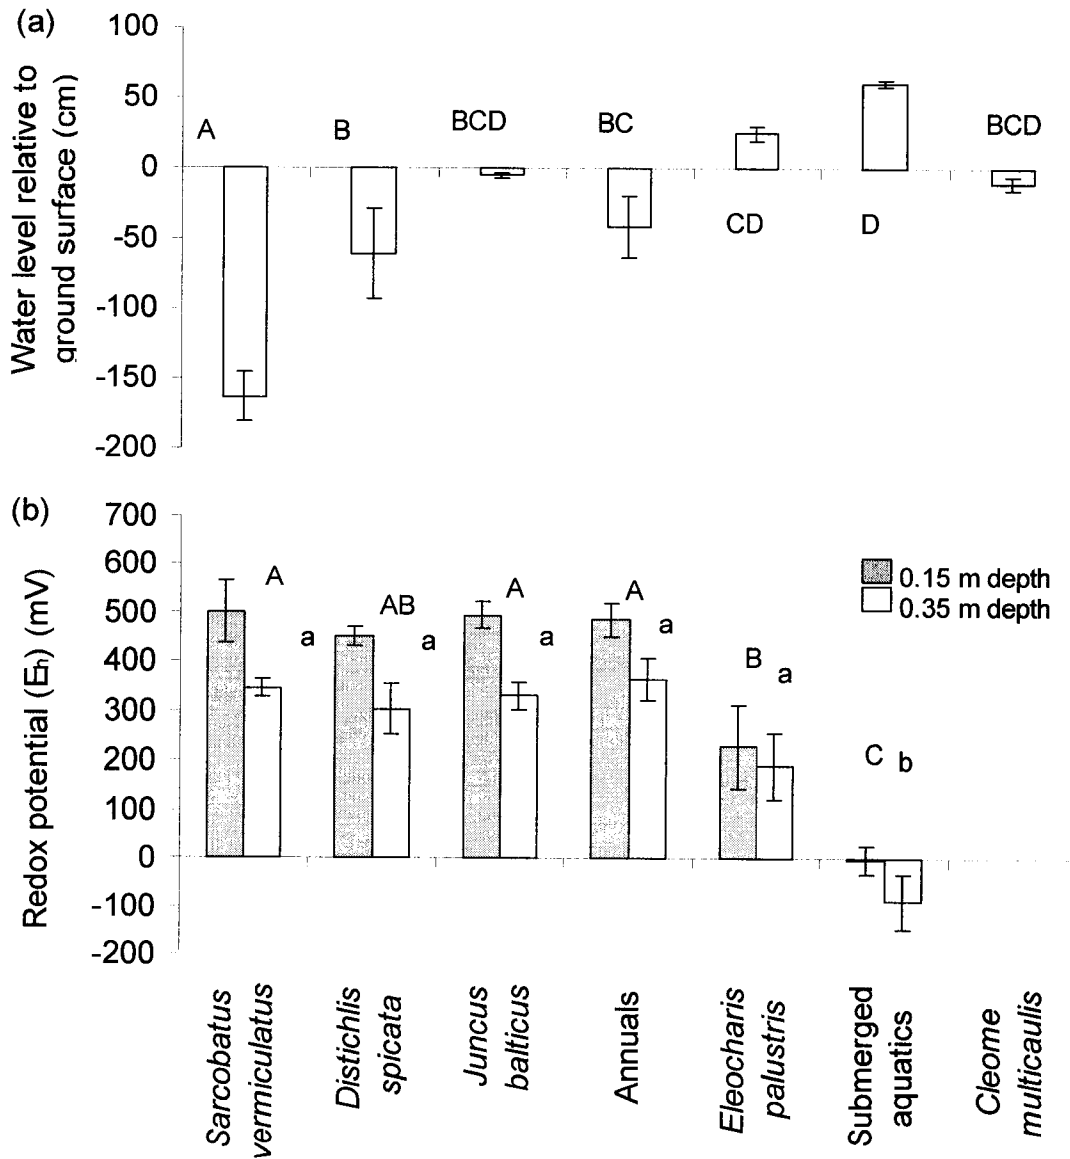 (a)
Water level relative to
ground surface (cm)
100
50
0
-50
-100
-150
-200
A
B
BCD
BC
CD
D
BCD
(b)
Redox potential (Eh) (mV)
700
600
500
400
300
200
100
0
-100
-200
A
a
AB
a
A
a
A
a
B
a
C
b
0.15 m depth
0.35 m depth
Sarcobatus
vermiculatus
Distichlis
spicata
Juncus
balticus
Annuals
Eleocharis
palustris
Submerged
aquatics
Cleome
multicaulis